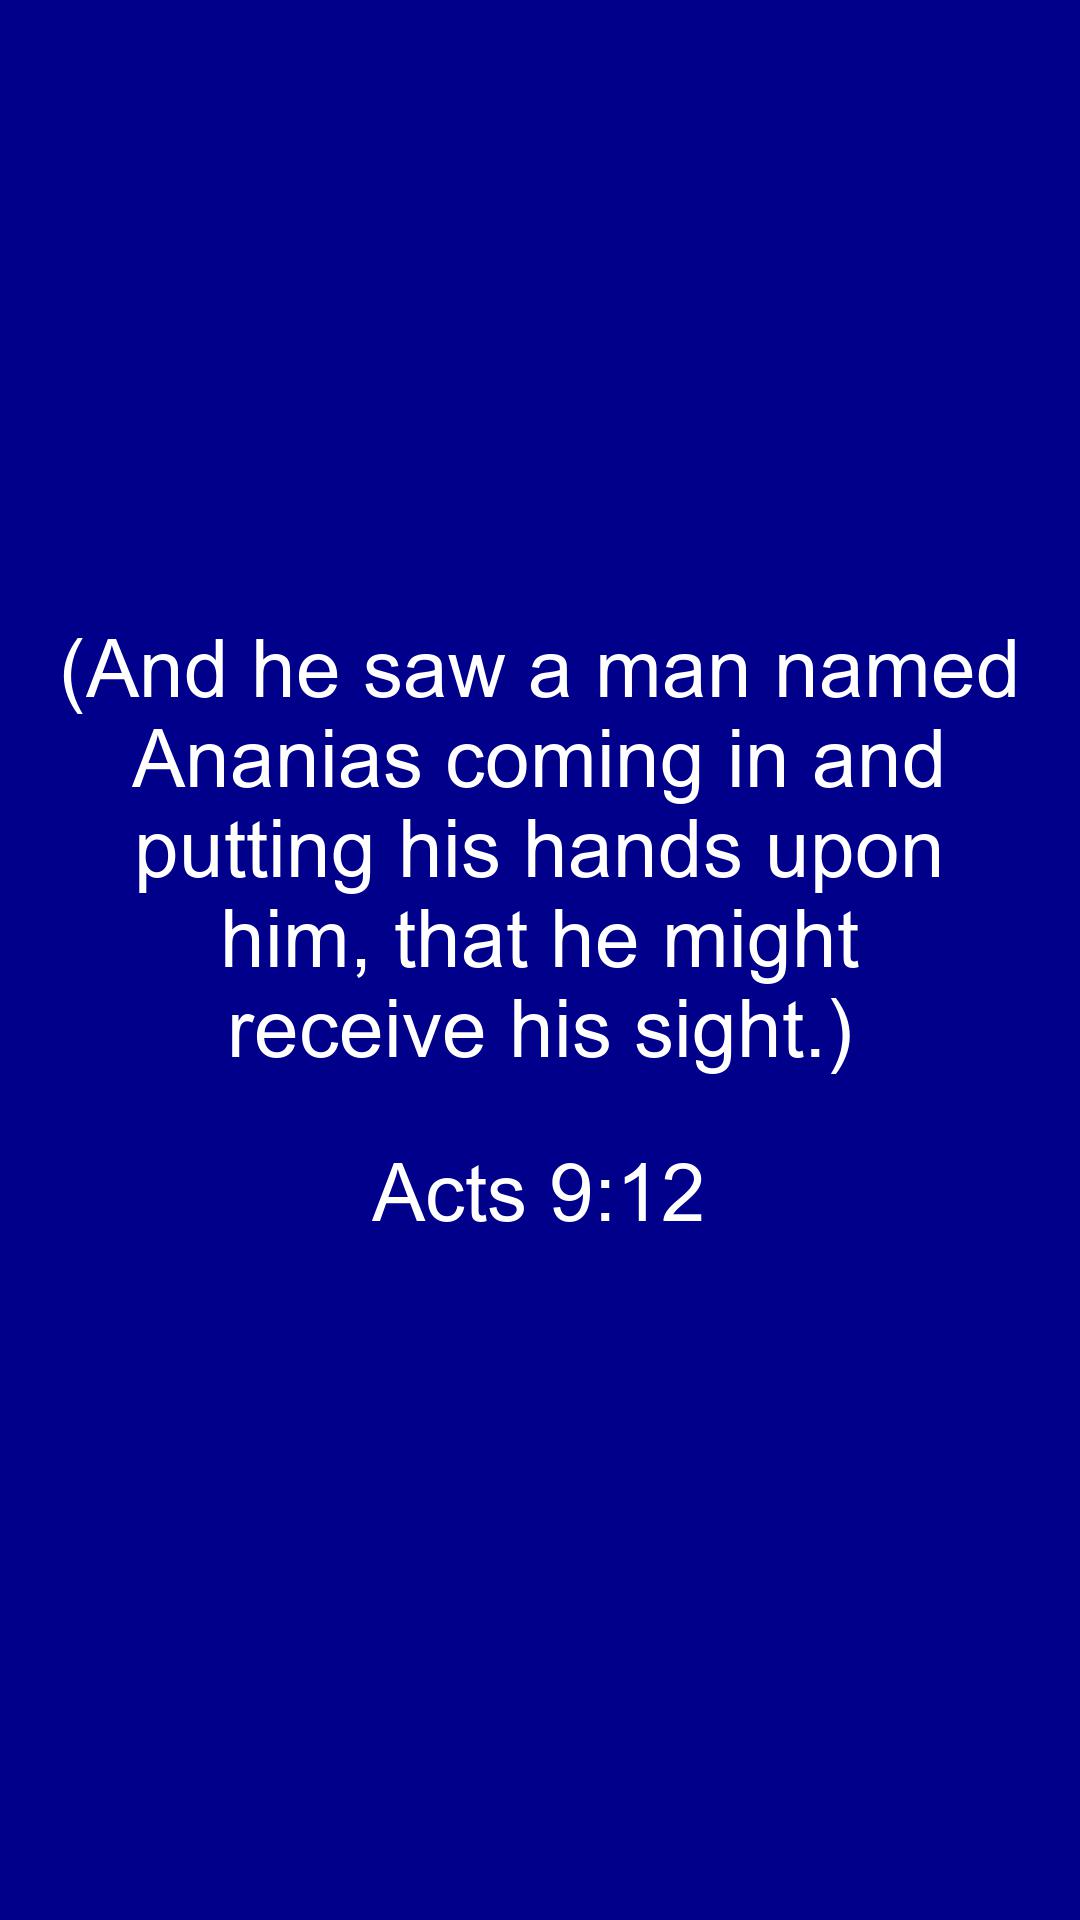 (And he saw a man named
Ananias coming in and
putting his hands upon
him, that he might
receive his sight.)
Acts 9:12